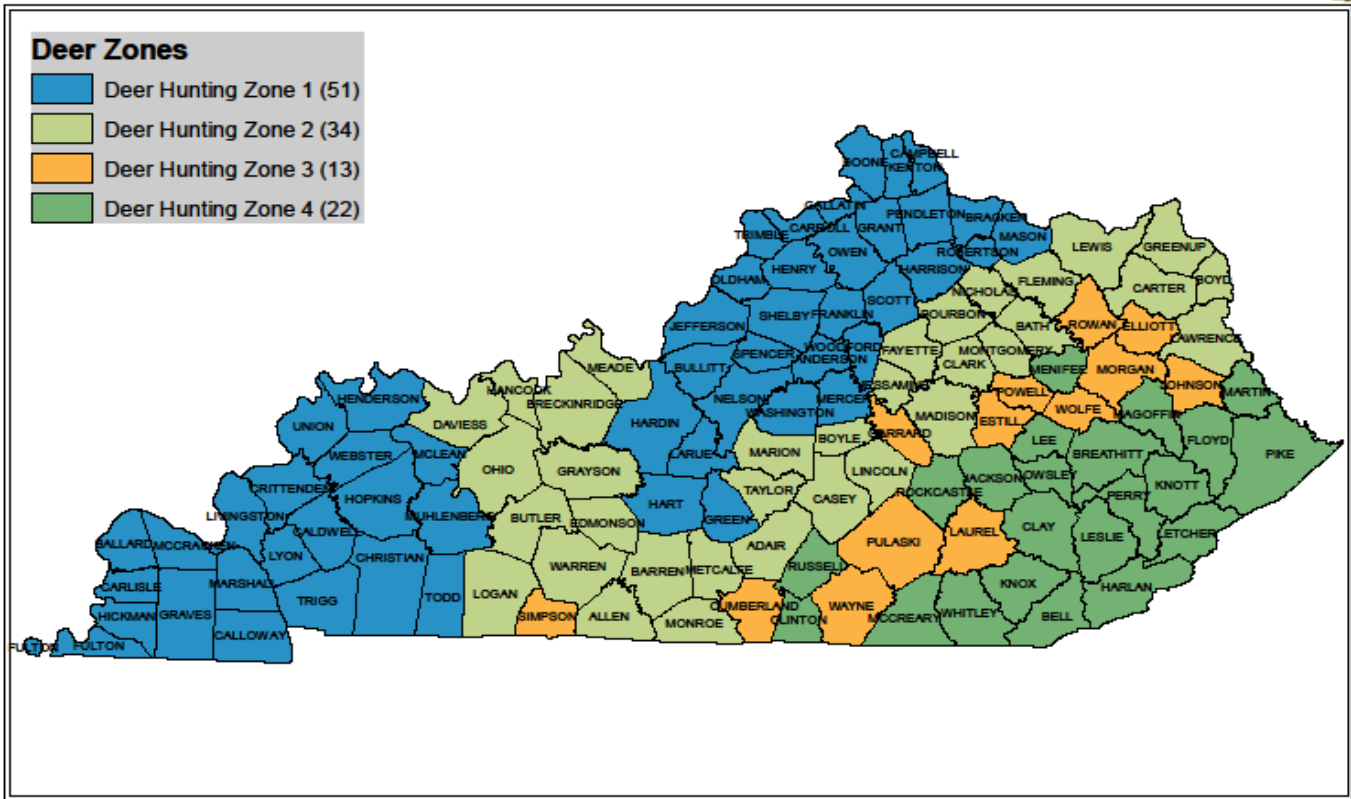 Deer Zones
Deer Hunting Zone 1 (51)
Deer Hunting Zone 2 (34)
Deer Hunting Zone 3 (13)
Deer Hunting Zone 4 (22)
CAMPBELL
BOONE
KENTON
GALLATIN
PENDLETON
BRACKEN
CARROLL
GRANT
TRIMBLE
MASON
OWEN
ROBERTSON
LEWIS
GREENUP
HENRY
HARRISON
OLDHAM
FLEMING
BOYD
CARTER
NICHOLAS
SCOTT
SHELBY
FRANKLIN
BOURBON
JEFFERSON
BATH
ROWAN
ELLIOTT
LAWRENCE
WOODFORD
SPENCER
ANDERSON
FAYETTE
MONTGOMERY
BULLITT
CLARK
MEADE
MENIFEE
MORGAN
JESSAMINE
JOHNSON
HANCOCK
POWELL
MARTIN
HENDERSON
NELSON
MERCER
BRECKINRIDGE
WASHINGTON
WOLFE
MAGOFFIN
MADISON
DAVIESS
HARDIN
UNION
ESTILL
GARRARD
BOYLE
LEE
FLOYD
MARION
LARUE
WEBSTER
MCLEAN
BREATHITT
PIKE
OHIO
GRAYSON
LINCOLN
OWSLEY
JACKSON
CRITTENDEN
TAYLOR
ROCKCASTLE
KNOTT
HOPKINS
CASEY
PERRY
HART
LIVINGSTON
MUHLENBERG
BUTLER
GREEN
EDMONSON
CLAY
CALDWELL
LAUREL
LETCHER
LESLIE
PULASKI
ADAIR
BALLARD
MCCRACKEN
LYON
CHRISTIAN
WARREN
BARREN
METCALFE
RUSSELL
MARSHALL
CARLISLE
KNOX
HARLAN
LOGAN
TRIGG
TODD
CUMBERLAND
WAYNE
WHITLEY
HICKMAN
GRAVES
SIMPSON
ALLEN
MONROE
CLINTON
MCCREARY
BELL
CALLOWAY
FULTON
FULTON